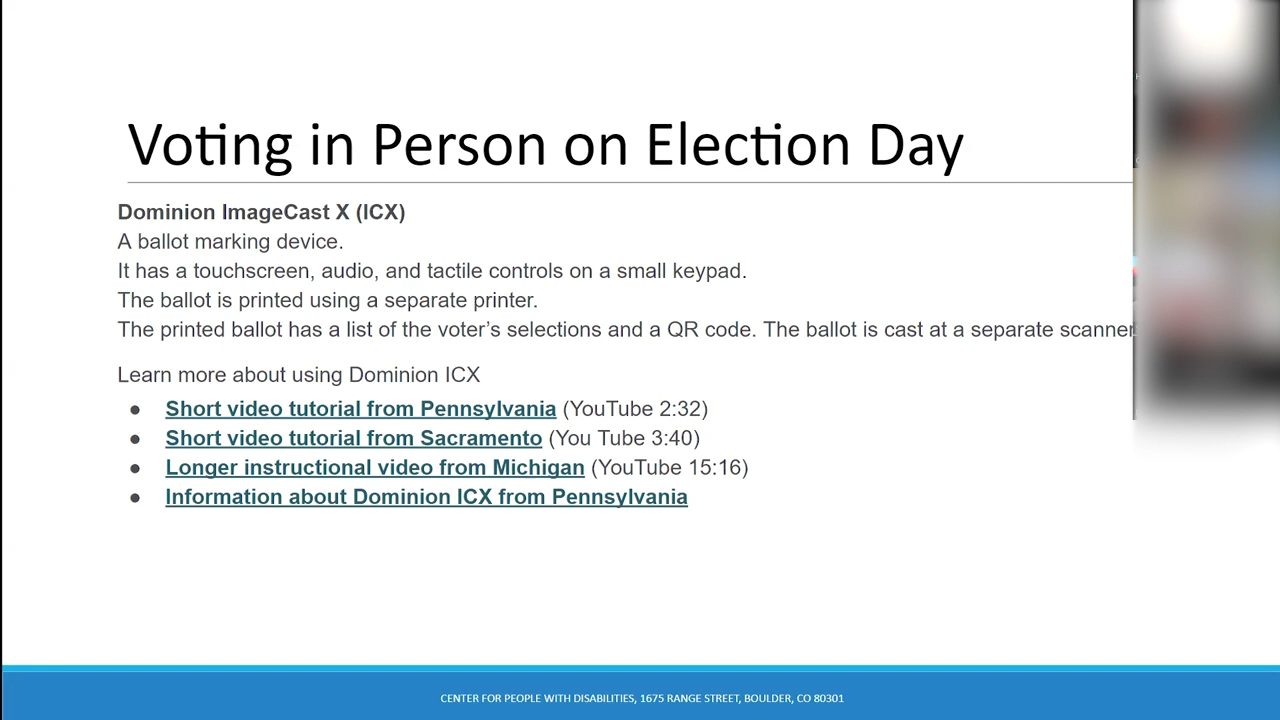 Voting in Person on Election Day
Dominion ImageCast X (ICX)
A ballot marking device.
It has a touchscreen, audio, and tactile controls on a small keypad.
The ballot is printed using a separate printer.
The printed ballot has a list of the voter’s selections and a QR code. The ballot is cast at a separate scanner
Learn more about using Dominion ICX
● Short video tutorial from Pennsylvania (YouTube 2:32)
● Short video tutorial from Sacramento (You Tube 3:40)
● Longer instructional video from Michigan (YouTube 15:16)
● Information about Dominion ICX from Pennsylvania
CENTER FOR PEOPLE WITH DISABILITIES, 1675 RANGE STREET, BOULDER, CO 80301